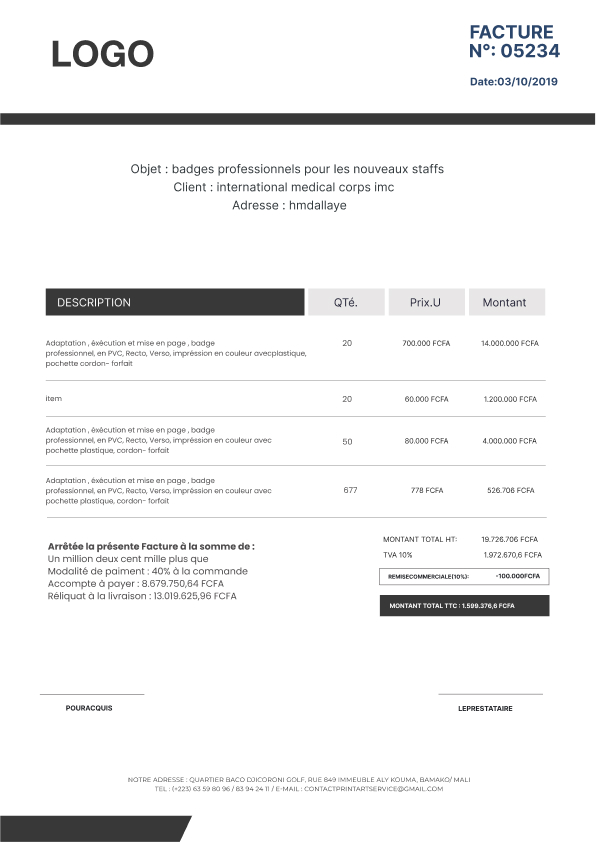 LOGO
FACTURE
N°: 05234
Date:03/10/2019
Objet : badges professionnels pour les nouveaux staffs
Client : international medical corps imc
Adresse : hmdallaye
DESCRIPTION QTé. Prix.U Montant
Adaptation , éxécution et mise en page , badge
professionnel, en PVC, Recto, Verso, impréssion en couleur avecplastique,
pochette cordon- forfait
20 700.000 FCFA 14.000.000 FCFA
item 20 60.000 FCFA 1.200.000 FCFA
Adaptation , éxécution et mise en page , badge
professionnel, en PVC, Recto, Verso, impréssion en couleur avec
pochette plastique, cordon- forfait
50 80.000 FCFA 4.000.000 FCFA
Adaptation , éxécution et mise en page , badge
professionnel, en PVC, Recto, Verso, impréssion en couleur avec
pochette plastique, cordon- forfait
677 778 FCFA 526.706 FCFA
Arrêtée la présente Facture à la somme de :
Un million deux cent mille plus que
Modalité de paiment : 40% à la commande
Accompte á payer : 8.679.750,64 FCFA
Réliquat à la livraison : 13.019.625,96 FCFA
MONTANT TOTAL HT: 19.726.706 FCFA
TVA 10% 1.972.670,6 FCFA
REMISECOMMERCIALE(10%): -100.000FCFA
MONTANT TOTAL TTC : 1.599.376,6 FCFA
POURACQUIS
LEPRESTATAIRE
NOTRE ADRESSE : QUARTIER BACO DJICORONI GOLF, RUE 849 IMMEUBLE ALY KOUMA, BAMAKO/ MALI
TEL : (+223) 63 59 80 96 / 83 94 24 11 / E-MAIL : CONTACTPRINTARTSERVICE@GMAIL.COM